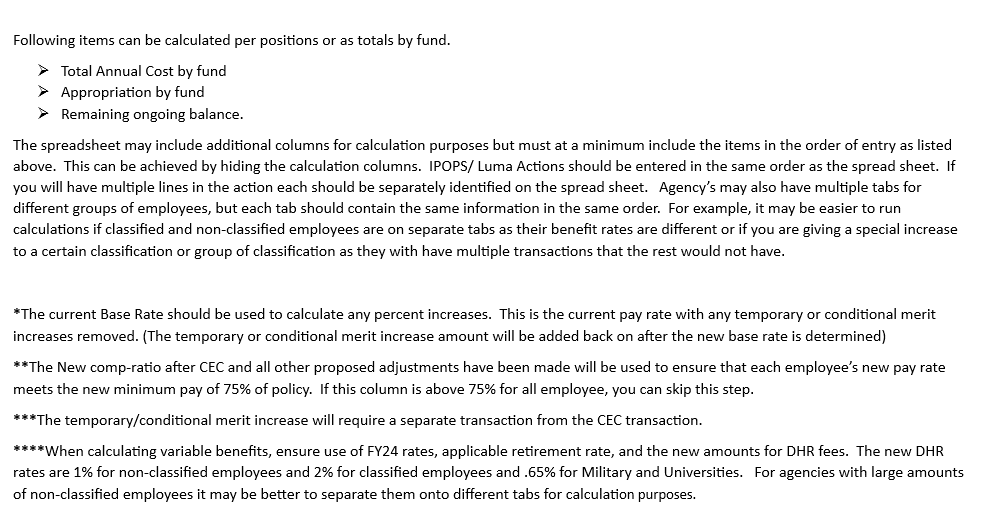 Following items can be calculated per positions or as totals by fund.
➢ Total Annual Cost by fund
➢ Appropriation by fund
➢ Remaining ongoing balance.
The spreadsheet may include additional columns for calculation purposes but must at a minimum include the items in the order of entry as listed
above.  This can be achieved by hiding the calculation columns.  IPOPS/ Luma Actions should be entered in the same order as the spread sheet.  If
you will have multiple lines in the action each should be separately identified on the spread sheet.   Agency's may also have multiple tabs for
different groups of employees, but each tab should contain the same information in the same order.  For example, it may be easier to run
calculations if classified and non-classified employees are on separate tabs as their benefit rates are different or if you are giving a special increase
to a certain classification or group of classification as they with have multiple transactions that the rest would not have.
*The current Base Rate should be used to calculate any percent increases.  This is the current pay rate with any temporary or conditional merit
increases removed. (The temporary or conditional merit increase amount will be added back on after the new base rate is determined)
**The New comp-ratio after CEC and all other proposed adjustments have been made will be used to ensure that each employee's new pay rate
meets the new minimum pay of 75% of policy.  If this column is above 75% for all employee, you can skip this step.
***The temporary/conditional merit increase will require a separate transaction from the CEC transaction.
****When calculating variable benefits, ensure use of FY24 rates, applicable retirement rate, and the new amounts for DHR fees.  The new DHR
rates are 1% for non-classified employees and 2% for classified employees and .65% for Military and Universities.   For agencies with large amounts
of non-classified employees it may be better to separate them onto different tabs for calculation purposes.